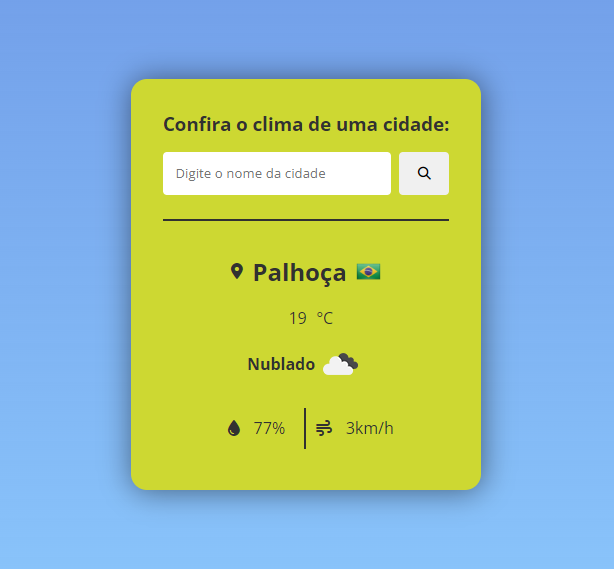 Confira o clima de uma cidade:
Digite o nome da cidade
Palhoça
19 °C
Nublado
77% 3km/h